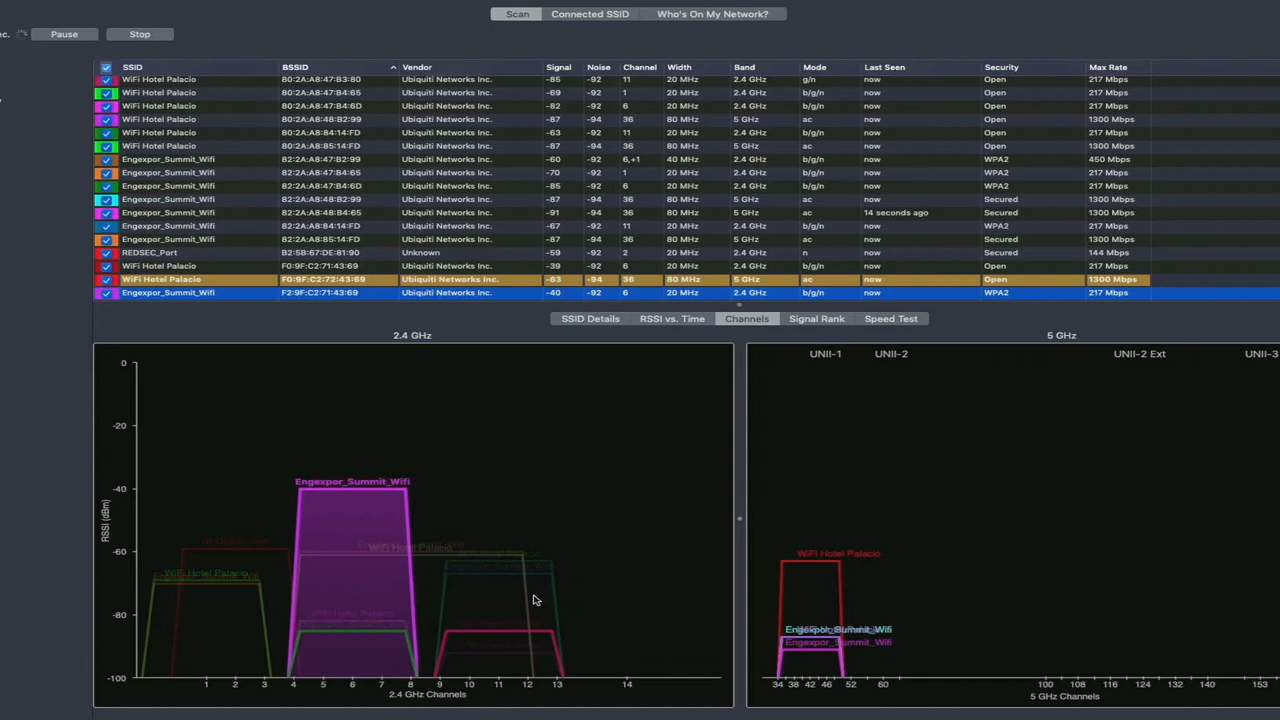 Scan Connected SSID Who's On My Network?
ec. Pause Stop
SSID BSSID Vendor Signal Noise Channel Width Band Mode Last Seen Security Max Rate
WiFi Hotel Palacio 80:2A:A8:47:B3:80 Ubiquiti Networks Inc. -85 -92 11 20 MHz 2.4 GHz g/n now Open 217 Mbps
WiFi Hotel Palacio 80:2A:A8:47:B4:65 Ubiquiti Networks Inc. -69 -92 1 20 MHz 2.4 GHz b/g/n now Open 217 Mbps
WiFi Hotel Palacio 80:2A:A8:47:B4:6D Ubiquiti Networks Inc. -82 -92 6 20 MHz 2.4 GHz b/g/n now Open 217 Mbps
WiFi Hotel Palacio 80:2A:A8:48:B2:99 Ubiquiti Networks Inc. -87 -94 36 80 MHz 5 GHz ac now Open 1300 Mbps
WiFi Hotel Palacio 80:2A:A8:84:14:FD Ubiquiti Networks Inc. -63 -92 11 20 MHz 2.4 GHz b/g/n now Open 217 Mbps
WiFi Hotel Palacio 80:2A:A8:85:14:FD Ubiquiti Networks Inc. -87 -94 36 80 MHz 5 GHz ac now Open 1300 Mbps
Engexpor_Summit_Wifi 82:2A:A8:47:B2:99 Ubiquiti Networks Inc. -60 -92 6,+1 40 MHz 2.4 GHz b/g/n now WPA2 450 Mbps
Engexpor_Summit_Wifi 82:2A:A8:47:B4:65 Ubiquiti Networks Inc. -70 -92 1 20 MHz 2.4 GHz b/g/n now WPA2 217 Mbps
Engexpor_Summit_Wifi 82:2A:A8:47:B4:6D Ubiquiti Networks Inc. -85 -92 6 20 MHz 2.4 GHz b/g/n now WPA2 217 Mbps
Engexpor_Summit_Wifi 82:2A:A8:48:B2:99 Ubiquiti Networks Inc. -87 -94 36 80 MHz 5 GHz ac now Secured 1300 Mbps
Engexpor_Summit_Wifi 82:2A:A8:48:B4:65 Ubiquiti Networks Inc. -91 -94 36 80 MHz 5 GHz ac 14 seconds ago Secured 1300 Mbps
Engexpor_Summit_Wifi 82:2A:A8:84:14:FD Ubiquiti Networks Inc. -67 -92 11 20 MHz 2.4 GHz b/g/n now WPA2 217 Mbps
Engexpor_Summit_Wifi 82:2A:A8:85:14:FD Ubiquiti Networks Inc. -87 -94 36 80 MHz 5 GHz ac now Secured 1300 Mbps
REDSEC_Port B2:5B:67:DE:81:90 Unknown -59 -92 2 20 MHz 2.4 GHz n now Secured 144 Mbps
WiFi Hotel Palacio F0:9F:C2:71:43:69 Ubiquiti Networks Inc. -39 -92 6 20 MHz 2.4 GHz b/g/n now Open 217 Mbps
WiFi Hotel Palacio F0:9F:C2:72:43:69 Ubiquiti Networks Inc. -63 -94 36 80 MHz 5 GHz ac now Open 1300 Mbps
Engexpor_Summit_Wifi F2:9F:C2:71:43:69 Ubiquiti Networks Inc. -40 -92 6 20 MHz 2.4 GHz b/g/n now WPA2 217 Mbps
SSID Details RSSI vs. Time Channels Signal Rank Speed Test
2.4 GHz
0
-20
-40
-60
-80
-100
RSSI (dBm)
Engexpor_Summit_Wifi
WiFi Hotel Palacio
WiFi Hotel Palacio
Engexpor_Summit_Wifi
WiFi Hotel Palacio
1 2 3 4 5 6 7 8 9 10 11 12 13 14
2.4 GHz Channels
5 GHz
UNII-1 UNII-2 UNII-2 Ext UNII-3
WiFi Hotel Palacio
Engexpor_Summit_Wifi
Engexpor_Summit_Wifi
34 38 42 46 52 60 100 108 116 124 132 140 153
5 GHz Channels